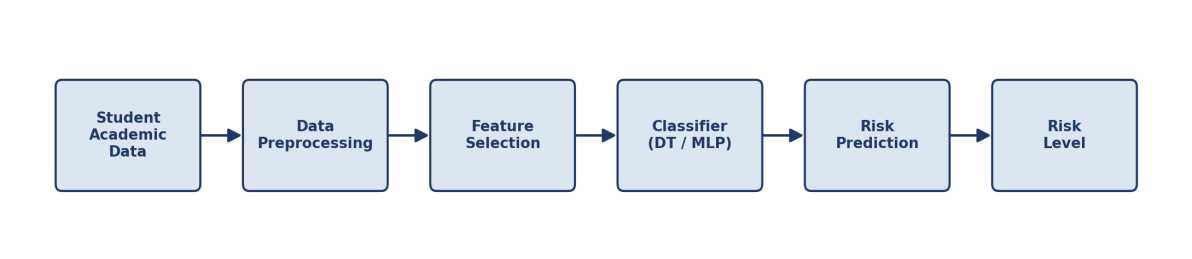 Student
Academic
Data
Data
Preprocessing
Feature
Selection
Classifier
(DT / MLP)
Risk
Prediction
Risk
Level